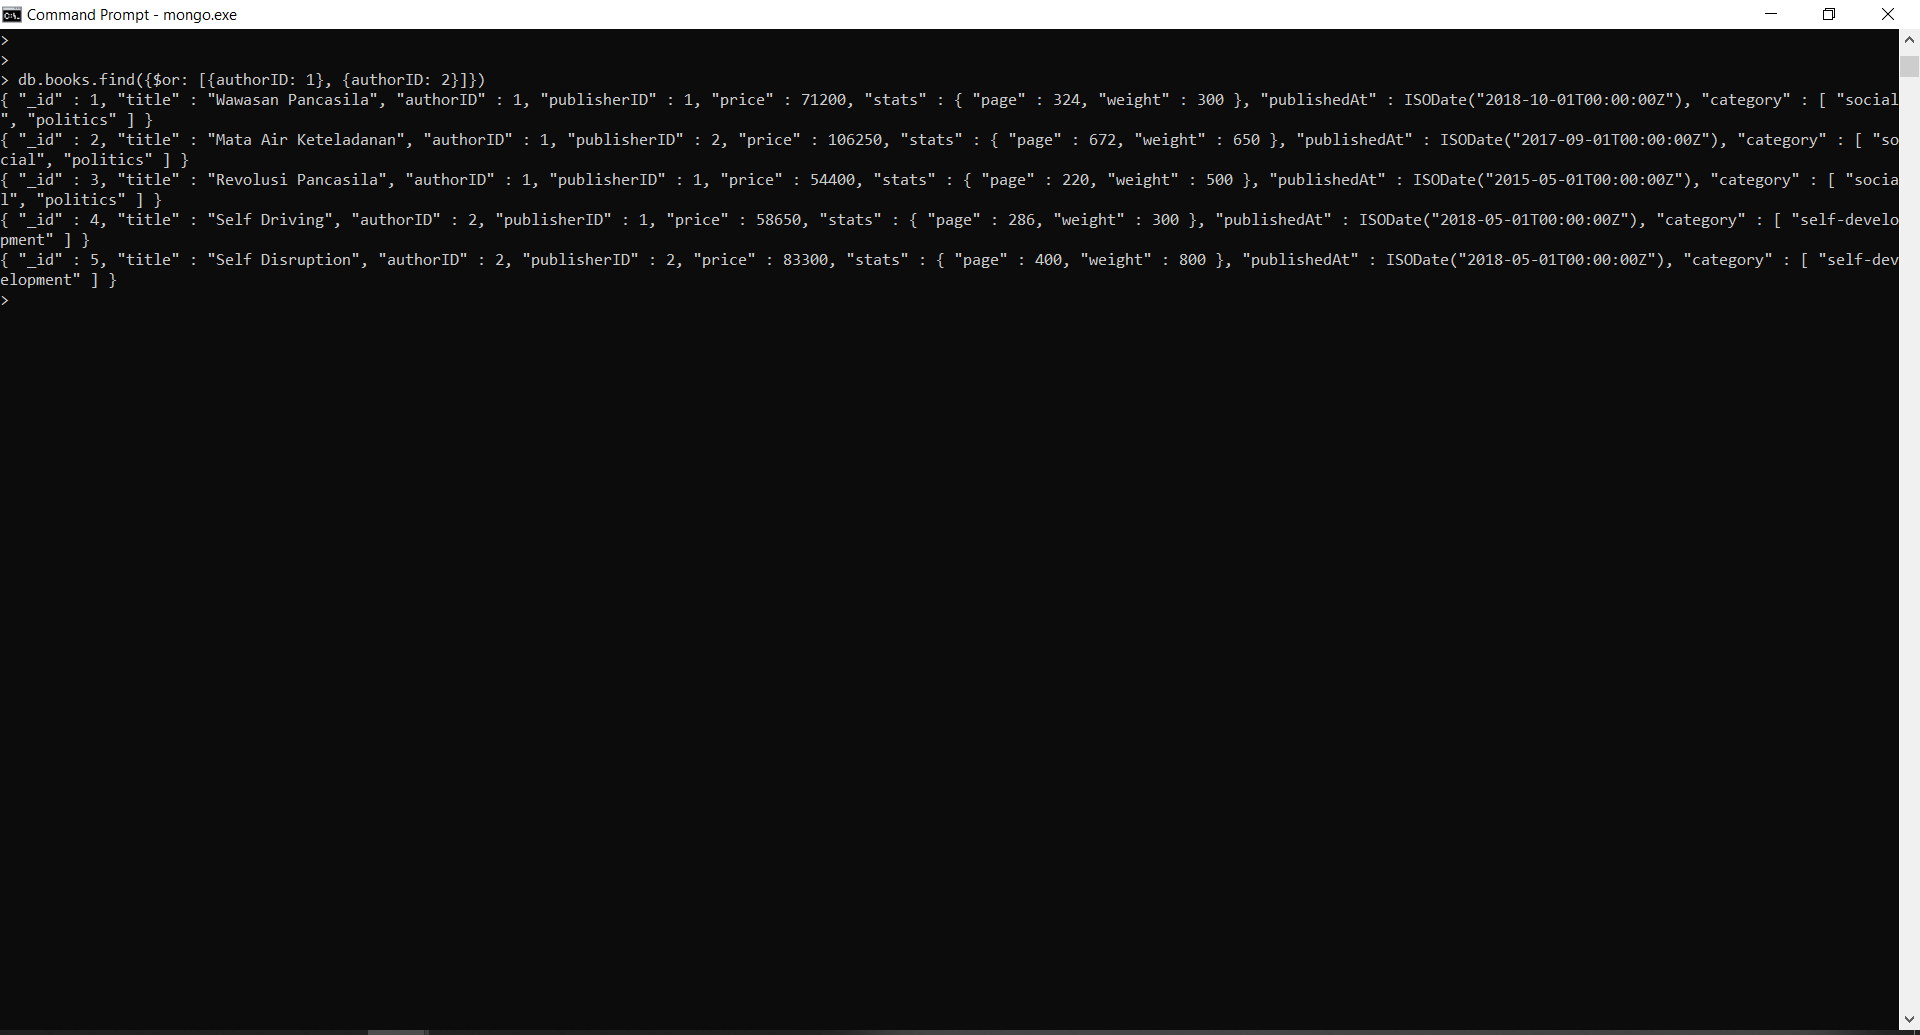 Command Prompt - mongo.exe
>
>
> db.books.find({$or: [{authorID: 1}, {authorID: 2}]})
{ "_id" : 1, "title" : "Wawasan Pancasila", "authorID" : 1, "publisherID" : 1, "price" : 71200, "stats" : { "page" : 324, "weight" : 300 }, "publishedAt" : ISODate("2018-10-01T00:00:00Z"), "category" : [ "social
", "politics" ] }
{ "_id" : 2, "title" : "Mata Air Keteladanan", "authorID" : 1, "publisherID" : 2, "price" : 106250, "stats" : { "page" : 672, "weight" : 650 }, "publishedAt" : ISODate("2017-09-01T00:00:00Z"), "category" : [ "so
cial", "politics" ] }
{ "_id" : 3, "title" : "Revolusi Pancasila", "authorID" : 1, "publisherID" : 1, "price" : 54400, "stats" : { "page" : 220, "weight" : 500 }, "publishedAt" : ISODate("2015-05-01T00:00:00Z"), "category" : [ "socia
l", "politics" ] }
{ "_id" : 4, "title" : "Self Driving", "authorID" : 2, "publisherID" : 1, "price" : 58650, "stats" : { "page" : 286, "weight" : 300 }, "publishedAt" : ISODate("2018-05-01T00:00:00Z"), "category" : [ "self-develo
pment" ] }
{ "_id" : 5, "title" : "Self Disruption", "authorID" : 2, "publisherID" : 2, "price" : 83300, "stats" : { "page" : 400, "weight" : 800 }, "publishedAt" : ISODate("2018-05-01T00:00:00Z"), "category" : [ "self-dev
elopment" ] }
>